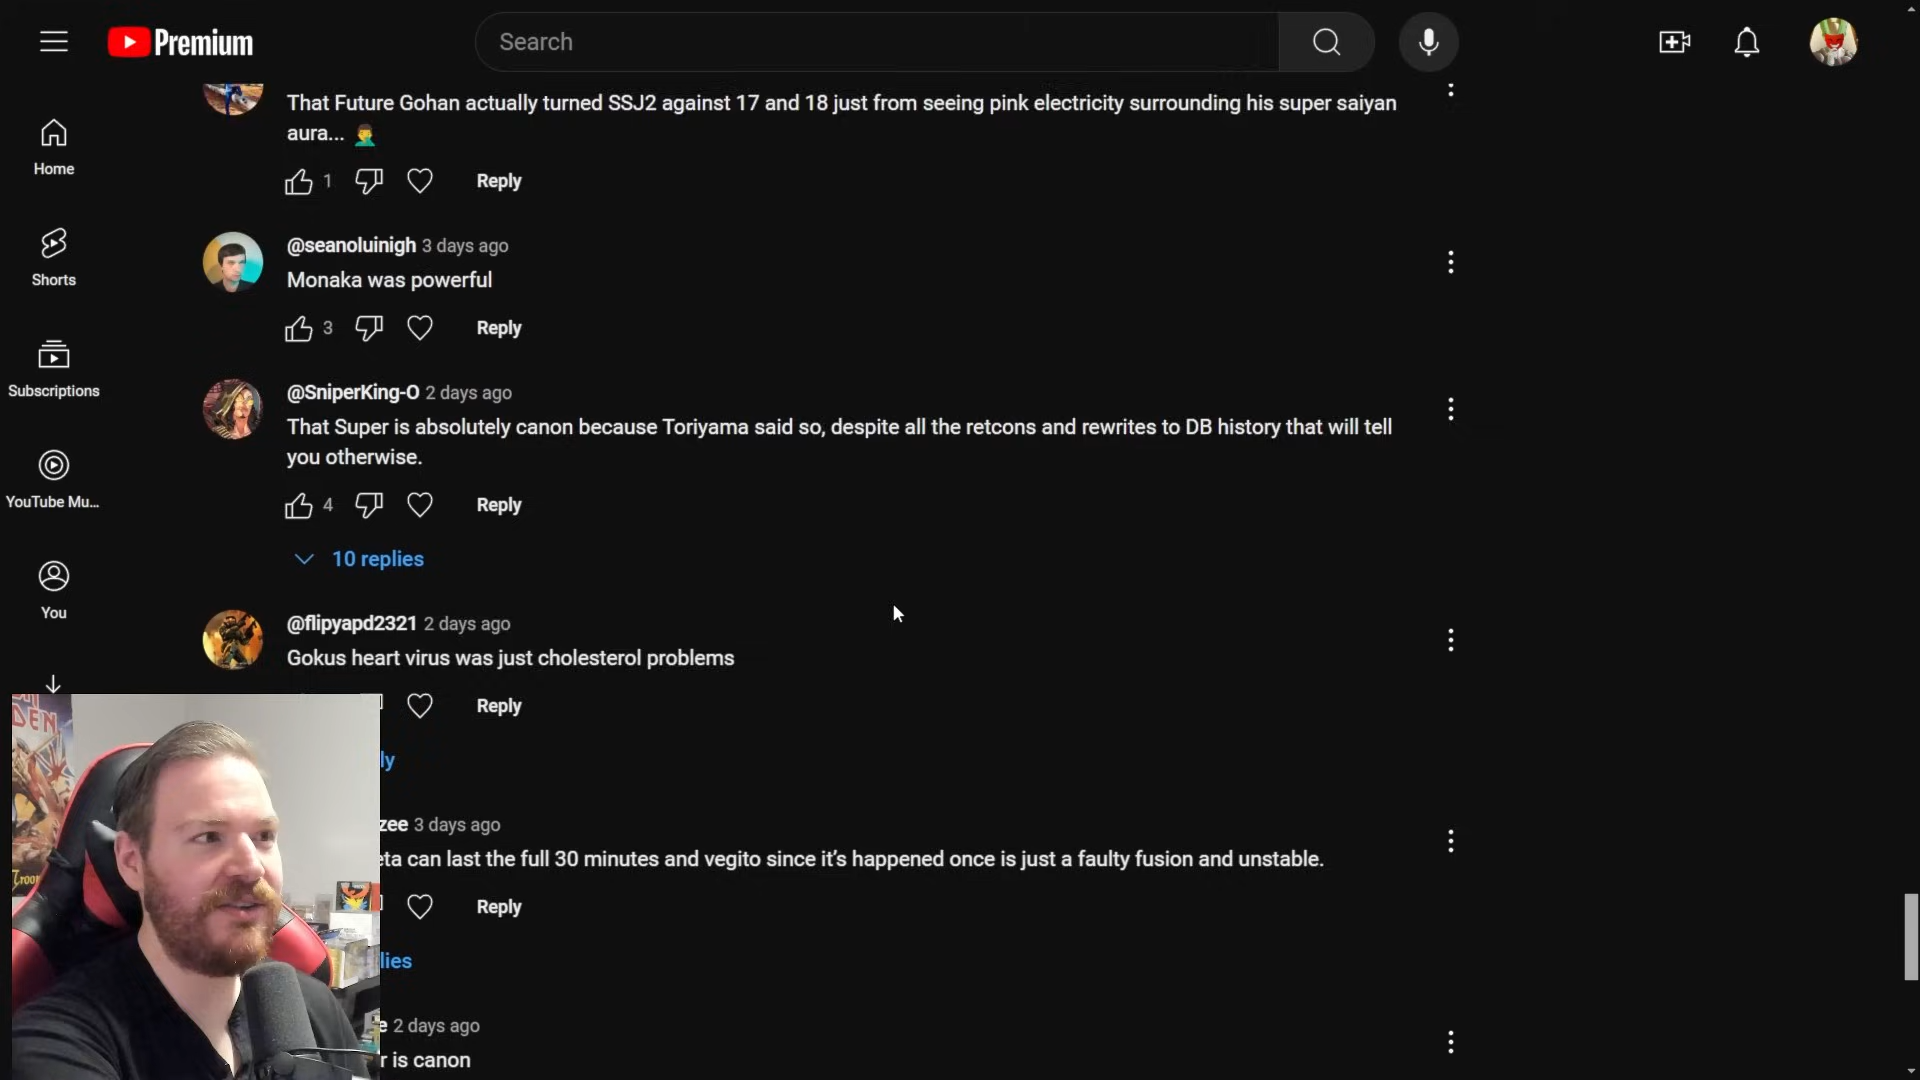 Premium
Search
That Future Gohan actually turned SSJ2 against 17 and 18 just from seeing pink electricity surrounding his super saiyan
aura...
1
Reply
Home
@seanoluinigh 3 days ago
Monaka was powerful
3
Reply
Shorts
@SniperKing-O 2 days ago
That Super is absolutely canon because Toriyama said so, despite all the retcons and rewrites to DB history that will tell
you otherwise.
4
Reply
Subscriptions
10 replies
YouTube Mu...
@flipyapd2321 2 days ago
Gokus heart virus was just cholesterol problems
Reply
You
ly
zee 3 days ago
eta can last the full 30 minutes and vegito since it's happened once is just a faulty fusion and unstable.
Reply
lies
e 2 days ago
r is canon
DEN